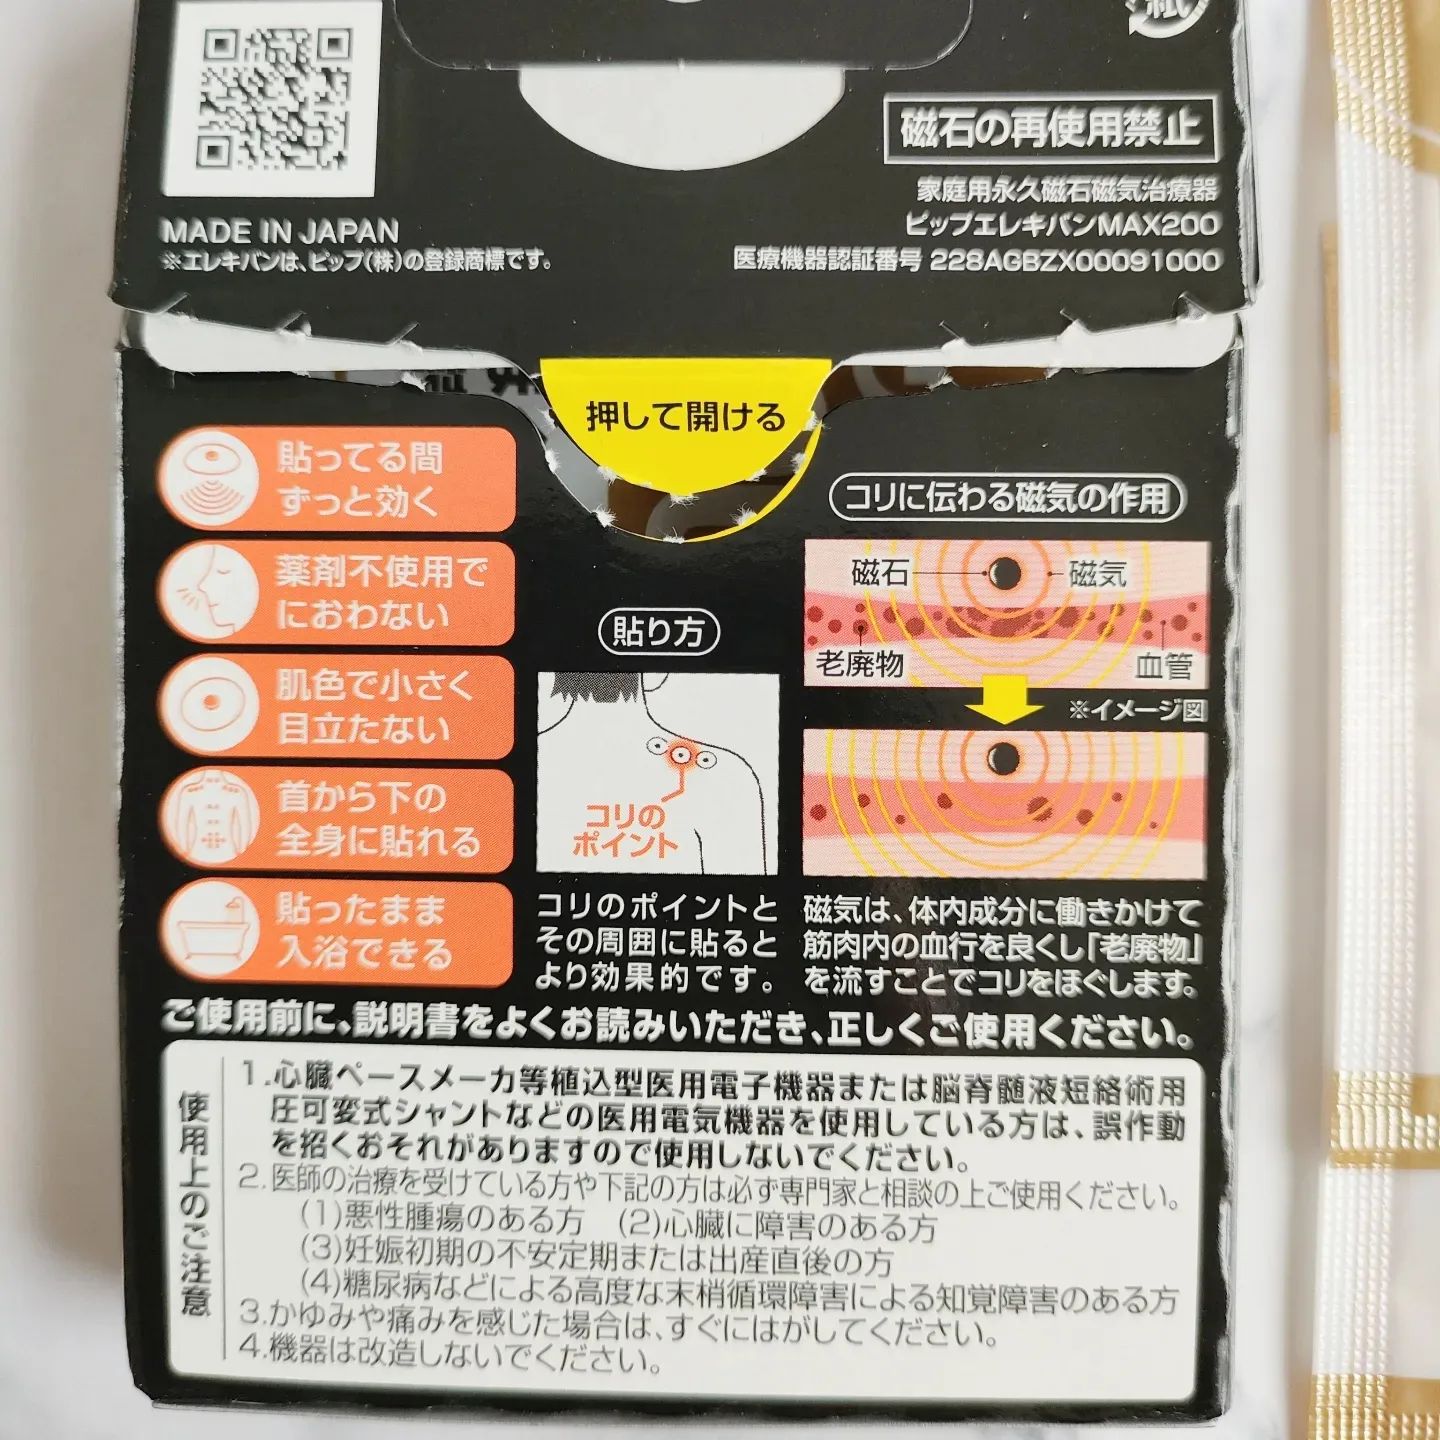 紙
磁石の再使用禁止
家庭用永久磁石磁気治療器
ピップエレキバンMAX200
医療機器認証番号 228AGBZX00091000
MADE IN JAPAN
※エレキバンは、ピップ(株)の登録商標です。
押して開ける
貼ってる間
ずっと効く
薬剤不使用で
におわない
肌色で小さく
目立たない
首から下の
全身に貼れる
貼ったまま
入浴できる
貼り方
コリの
ポイント
コリのポイントと
その周囲に貼ると
より効果的です。
コリに伝わる磁気の作用
磁石
磁気
老廃物
血管
※イメージ図
磁気は、体内成分に働きかけて
筋肉内の血行を良くし「老廃物」
を流すことでコリをほぐします。
ご使用前に、説明書をよくお読みいただき、正しくご使用ください。
使用上のご注意
1.心臓ペースメーカ等植込型医用電子機器または脳脊髄液短絡術用
圧可変式シャントなどの医用電気機器を使用している方は、誤作動
を招くおそれがありますので使用しないでください。
2.医師の治療を受けている方や下記の方は必ず専門家と相談の上ご使用ください。
(1)悪性腫瘍のある方 (2)心臓に障害のある方
(3)妊娠初期の不安定期または出産直後の方
(4)糖尿病などによる高度な末梢循環障害による知覚障害のある方
3.かゆみや痛みを感じた場合は、すぐにはがしてください。
4.機器は改造しないでください。